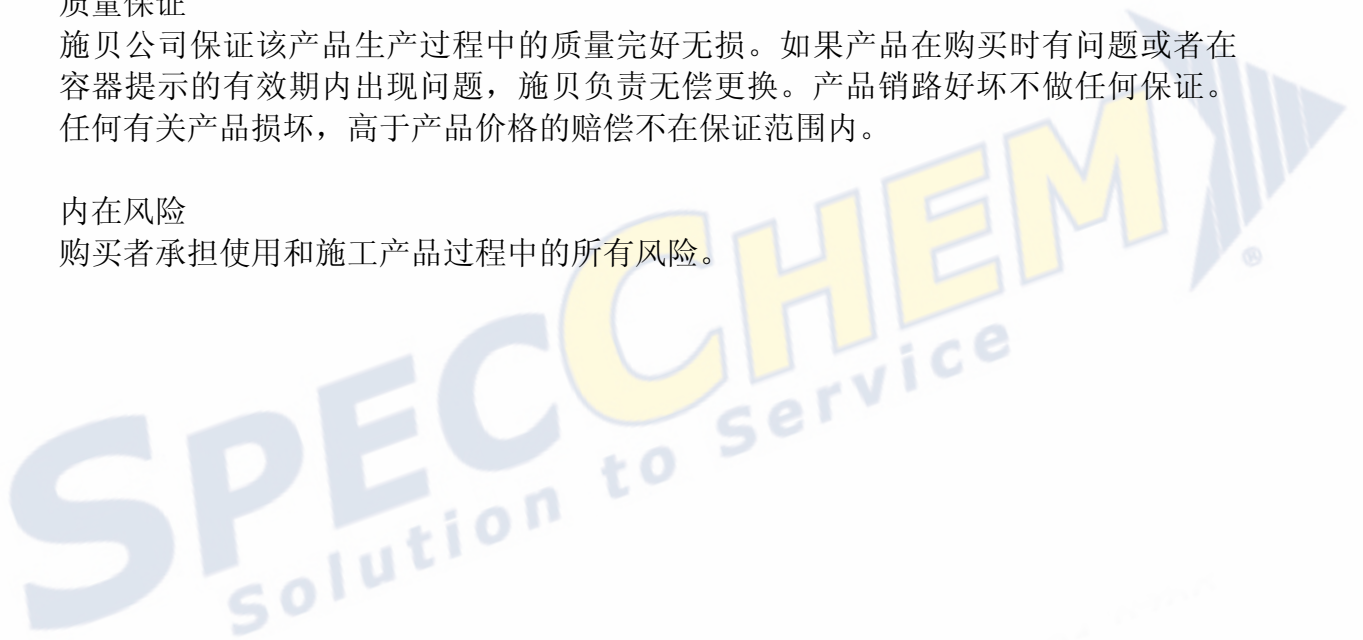 质量保证
施贝公司保证该产品生产过程中的质量完好无损。如果产品在购买时有问题或者在
容器提示的有效期内出现问题，施贝负责无偿更换。产品销路好坏不做任何保证。
任何有关产品损坏，高于产品价格的赔偿不在保证范围内。
内在风险
购买者承担使用和施工产品过程中的所有风险。
SPECCHEM®
Solution to Service